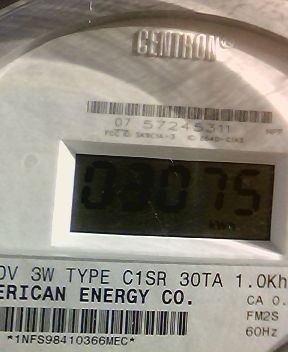 CENTRON®
07 57245311
03075
kWh
0V 3W TYPE C1SR 30TA 1.0Kh
ERICAN ENERGY CO.
CA 0.
FM2S
*1NFS98410366MEC*
60Hz